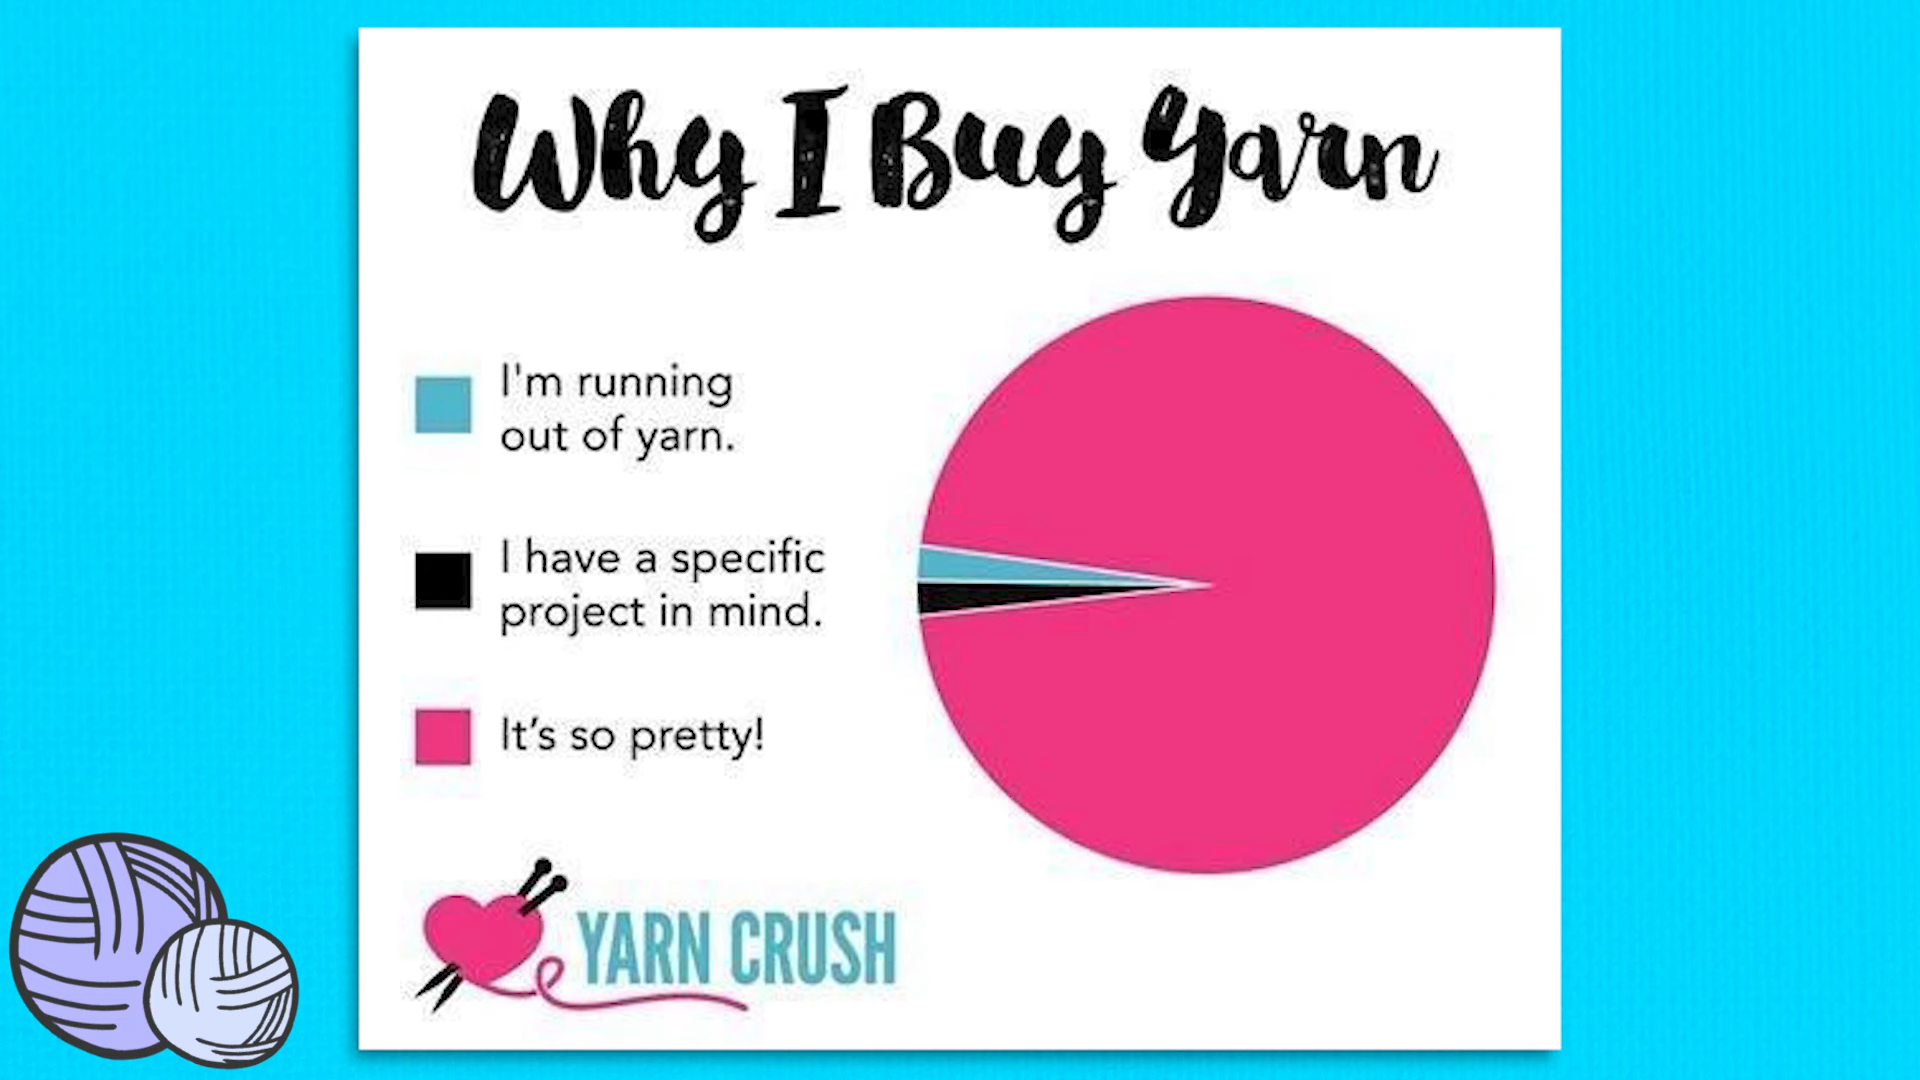 Why I Buy Yarn
I'm running
out of yarn.
I have a specific
project in mind.
It’s so pretty!
YARN CRUSH